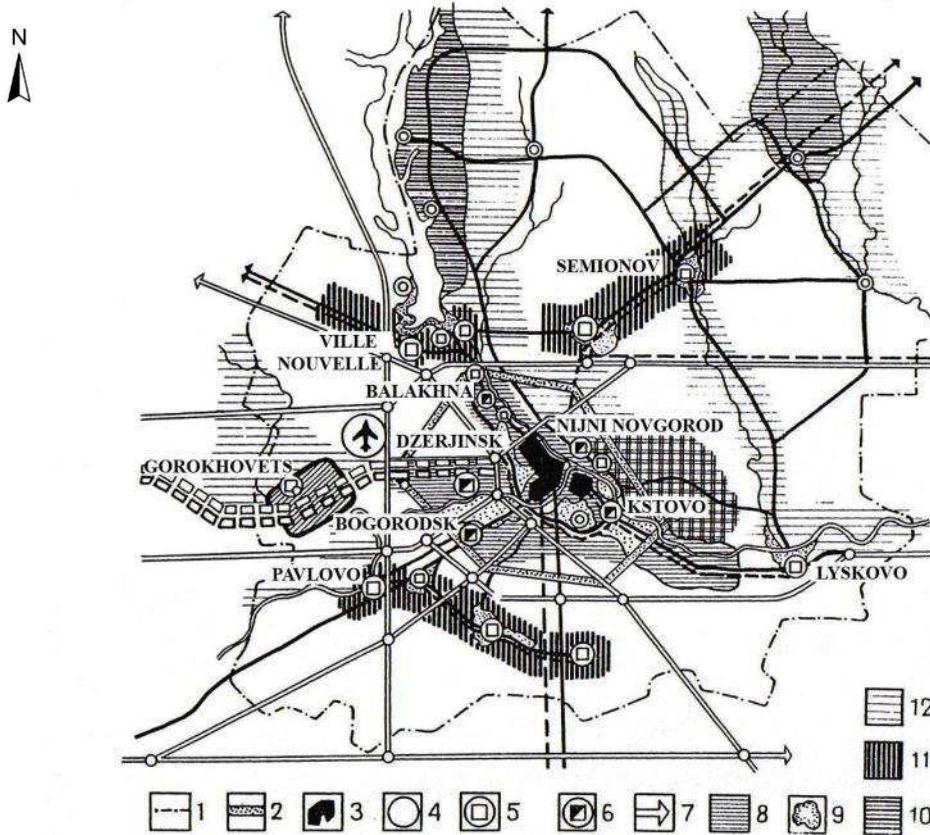 N
SEMIONOV
VILLE
NOUVELLE
BALAKHNA
DZERJINSK
NIJNI NOVGOROD
GOROKHOVETS
KSTOVO
BOGORODSK
PAVLOVO
LYSKOVO
12
11
1 2 3 4 5 6 7 8 9 10